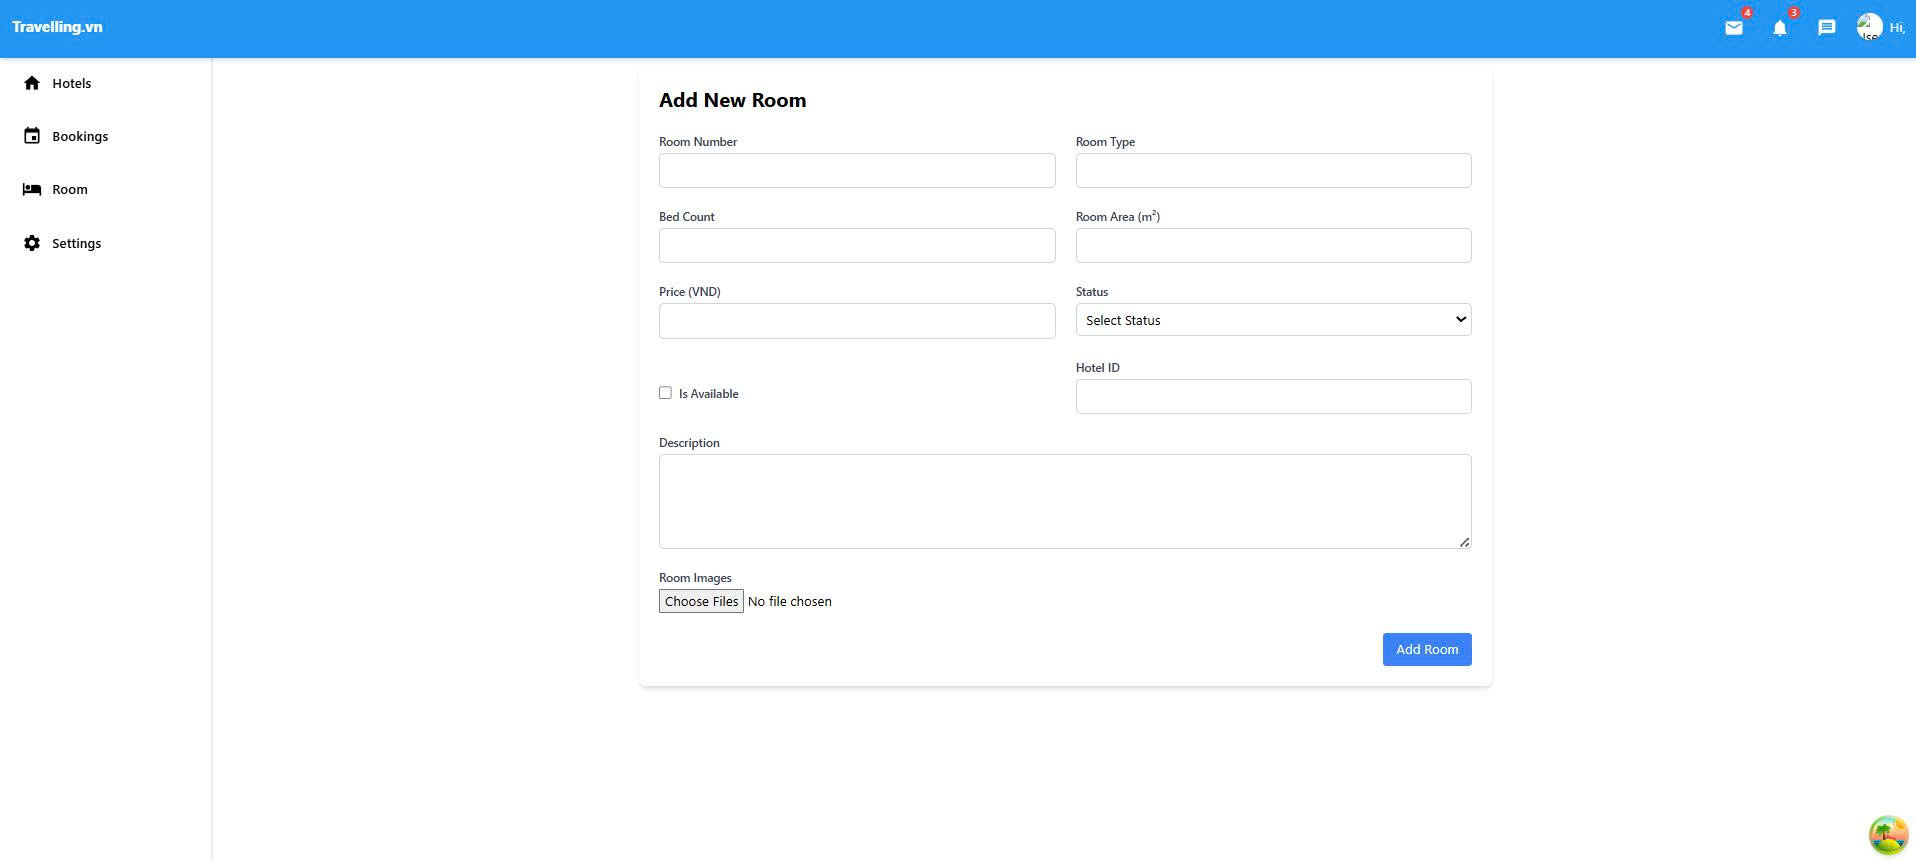 Travelling.vn
4
3
Hi,
Hotels
Bookings
Room
Settings
Add New Room
Room Number
Room Type
Bed Count
Room Area (m²)
Price (VND)
Status
Select Status
Is Available
Hotel ID
Description
Room Images
Choose Files No file chosen
Add Room